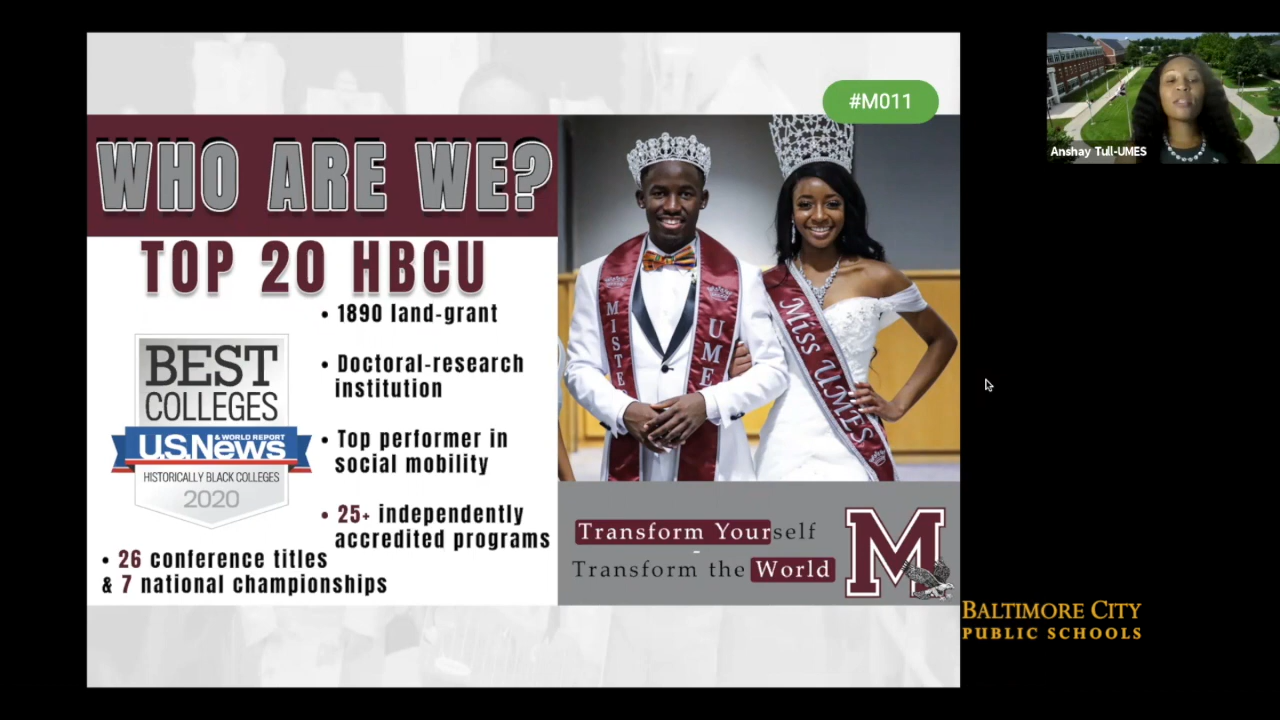 #M011
WHO ARE WE?
TOP 20 HBCU
• 1890 land-grant
• Doctoral-research
institution
• Top performer in
social mobility
• 25+ independently
accredited programs
• 26 conference titles
& 7 national championships
BEST
COLLEGES
U.S.News
& WORLD REPORT
HISTORICALLY BLACK COLLEGES
2020
MISTE
UME
Miss UMES
Transform Yourself
-
Transform the World
M
Anshay Tull-UMES
BALTIMORE CITY
PUBLIC SCHOOLS